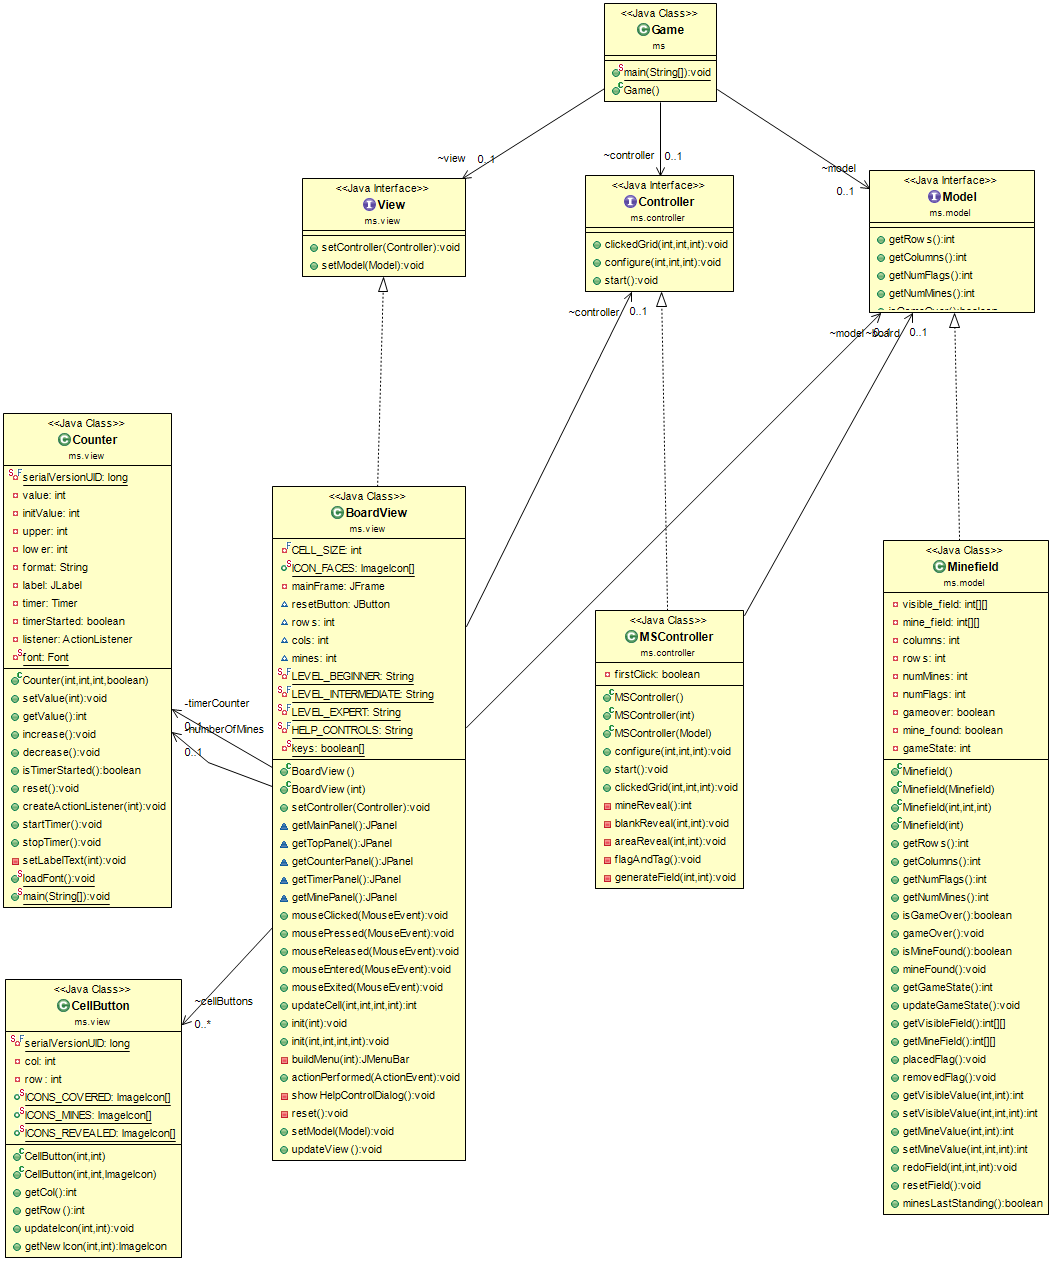 <<Java Class>>
Game
ms
main(String[]):void
Game()
~view
0..1
~controller
0..1
~model
0..1
<<Java Interface>>
View
ms.view
setController(Controller):void
setModel(Model):void
<<Java Interface>>
Controller
ms.controller
clickedGrid(int,int,int):void
configure(int,int,int):void
start():void
<<Java Interface>>
Model
ms.model
getRows():int
getColumns():int
getNumFlags():int
getNumMines():int
isGameOver():boolean
~controller
0..1
~model
0..1
~board
0..1
<<Java Class>>
Counter
ms.view
serialVersionUID: long
value: int
initValue: int
upper: int
lower: int
format: String
label: JLabel
timer: Timer
timerStarted: boolean
listener: ActionListener
font: Font
Counter(int,int,int,boolean)
setValue(int):void
getValue():int
increase():void
decrease():void
isTimerStarted():boolean
reset():void
createActionListener(int):void
startTimer():void
stopTimer():void
setLabelText(int):void
loadFont():void
main(String[]):void
-timerCounter
0..1
-numberOfMines
0..1
<<Java Class>>
BoardView
ms.view
CELL_SIZE: int
ICON_FACES: ImageIcon[]
mainFrame: JFrame
resetButton: JButton
rows: int
cols: int
mines: int
LEVEL_BEGINNER: String
LEVEL_INTERMEDIATE: String
LEVEL_EXPERT: String
HELP_CONTROLS: String
keys: boolean[]
BoardView()
BoardView(int)
setController(Controller):void
getMainPanel():JPanel
getTopPanel():JPanel
getCounterPanel():JPanel
getTimerPanel():JPanel
getMinePanel():JPanel
mouseClicked(MouseEvent):void
mousePressed(MouseEvent):void
mouseReleased(MouseEvent):void
mouseEntered(MouseEvent):void
mouseExited(MouseEvent):void
updateCell(int,int,int,int):int
init(int):void
init(int,int,int,int):void
buildMenu(int):JMenuBar
actionPerformed(ActionEvent):void
showHelpControlDialog():void
reset():void
setModel(Model):void
updateView():void
<<Java Class>>
MSController
ms.controller
firstClick: boolean
MSController()
MSController(int)
MSController(Model)
configure(int,int,int):void
start():void
clickedGrid(int,int,int):void
mineReveal():int
blankReveal(int,int):void
areaReveal(int,int):void
flagAndTag():void
generateField(int,int):void
<<Java Class>>
Minefield
ms.model
visible_field: int[][]
mine_field: int[][]
columns: int
rows: int
numMines: int
numFlags: int
gameover: boolean
mine_found: boolean
gameState: int
Minefield()
Minefield(Minefield)
Minefield(int,int,int)
Minefield(int)
getRows():int
getColumns():int
getNumFlags():int
getNumMines():int
isGameOver():boolean
gameOver():void
isMineFound():boolean
mineFound():void
getGameState():int
updateGameState():void
getVisibleField():int[][]
getMineField():int[][]
placedFlag():void
removedFlag():void
getVisibleValue(int,int):int
setVisibleValue(int,int,int):int
getMineValue(int,int):int
setMineValue(int,int,int):int
redoField(int,int,int):void
resetField():void
minesLastStanding():boolean
~cellButtons
0..*
<<Java Class>>
CellButton
ms.view
serialVersionUID: long
col: int
row: int
ICONS_COVERED: ImageIcon[]
ICONS_MINES: ImageIcon[]
ICONS_REVEALED: ImageIcon[]
CellButton(int,int)
CellButton(int,int,ImageIcon)
getCol():int
getRow():int
updateIcon(int,int):void
getNewIcon(int,int):ImageIcon